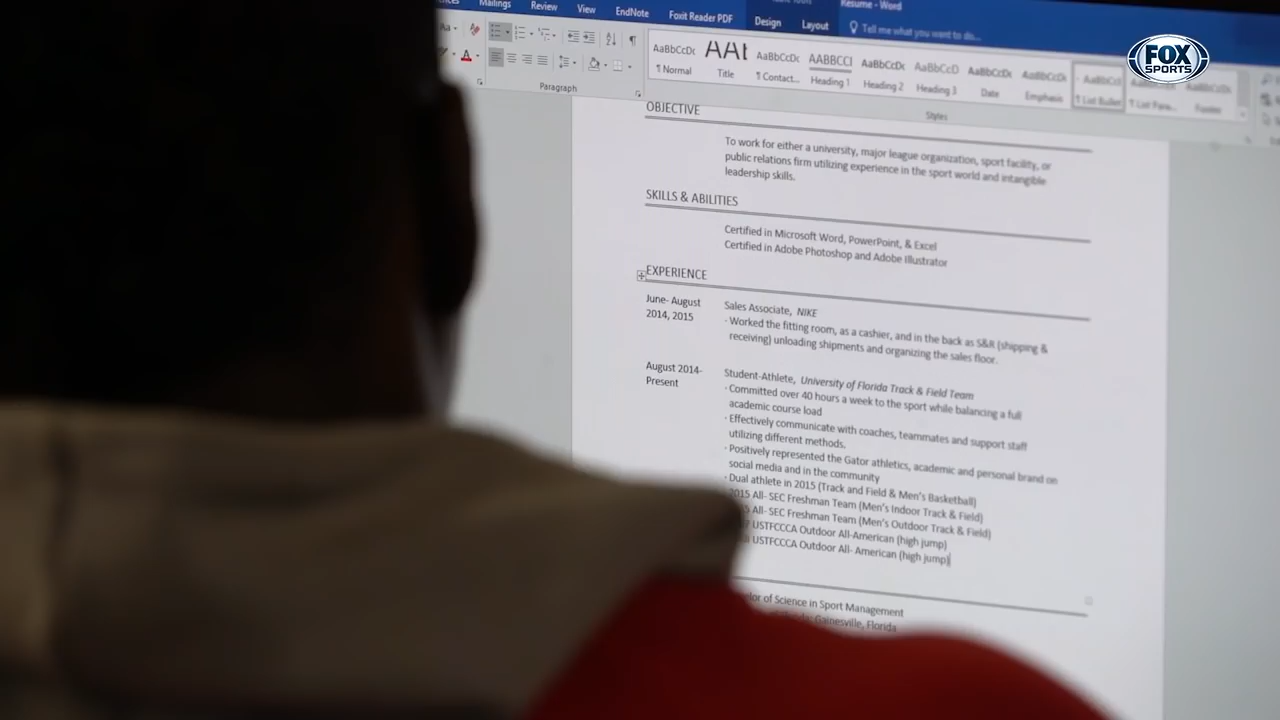 Mailings Review View EndNote Foxit Reader PDF Design Layout Tell me what you want to do...
Resume - Word
FOX
SPORTS
AaBbCcDc AAI AaBbCcDc AABBCCI AaBbCcDc AaBbCcD AaBbCcDc AaBbCcDc AaBbCcI
¶ Normal Title ¶ Contact... Heading 1 Heading 2 Heading 3 Date Emphasis ¶ List Bullet ¶ List Para... Footer
Paragraph
Styles
OBJECTIVE
To work for either a university, major league organization, sport facility, or
public relations firm utilizing experience in the sport world and intangible
leadership skills.
SKILLS & ABILITIES
Certified in Microsoft Word, PowerPoint, & Excel
Certified in Adobe Photoshop and Adobe Illustrator
EXPERIENCE
June- August
2014, 2015
Sales Associate, NIKE
· Worked the fitting room, as a cashier, and in the back as S&R (shipping &
receiving) unloading shipments and organizing the sales floor.
August 2014-
Present
Student-Athlete, University of Florida Track & Field Team
· Committed over 40 hours a week to the sport while balancing a full
academic course load
· Effectively communicate with coaches, teammates and support staff
utilizing different methods.
· Positively represented the Gator athletics, academic and personal brand on
social media and in the community
· Dual athlete in 2015 (Track and Field & Men's Basketball)
2015 All- SEC Freshman Team (Men's Indoor Track & Field)
5 All- SEC Freshman Team (Men's Outdoor Track & Field)
USTFCCCA Outdoor All-American (high jump)
USTFCCCA Outdoor All- American (high jump)
of Science in Sport Management
Gainesville, Florida